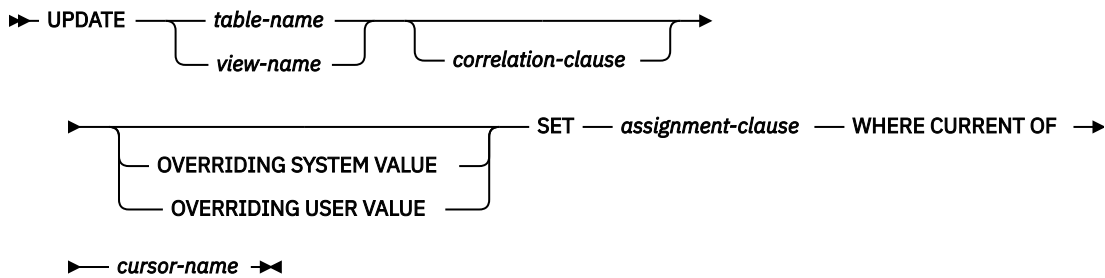 UPDATE table-name
view-name correlation-clause
SET assignment-clause WHERE CURRENT OF
OVERRIDING SYSTEM VALUE
OVERRIDING USER VALUE
cursor-name